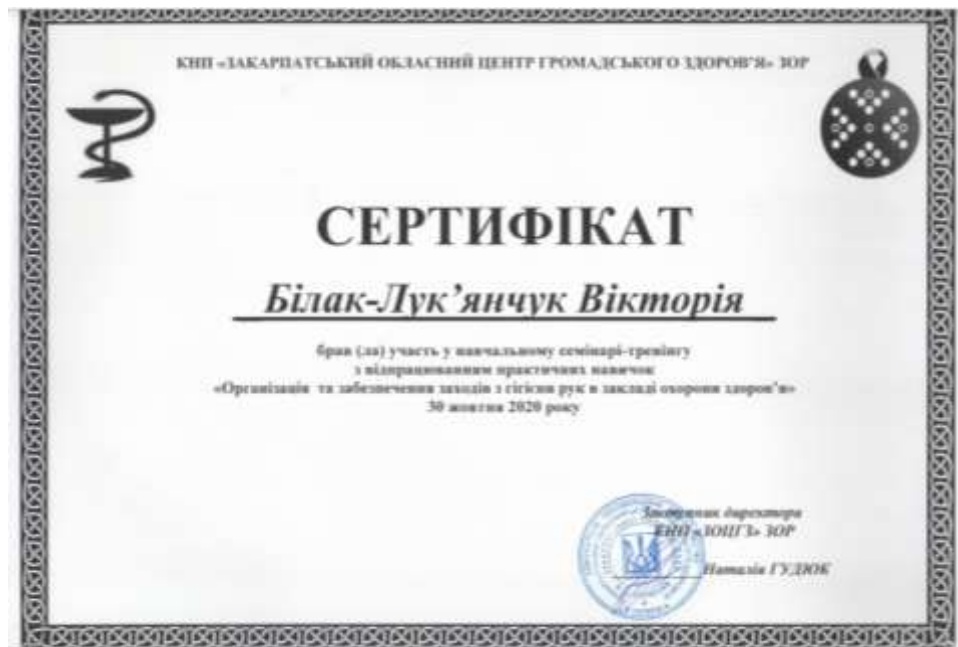 КНП «ЗАКАРПАТСЬКИЙ ОБЛАСНИЙ ЦЕНТР ГРОМАДСЬКОГО ЗДОРОВ'Я» ЗОР
СЕРТИФІКАТ
Білак-Лук’янчук Вікторія
брав (ла) участь у навчальному семінарі-тренінгу
з відпрацюванням практичних навичок
«Організація та забезпечення заходів з гігієни рук в закладі охорони здоров'я»
30 жовтня 2020 року
Заступник директора
КНП «ЗОЦГЗ» ЗОР
Наталія ГУДЮК